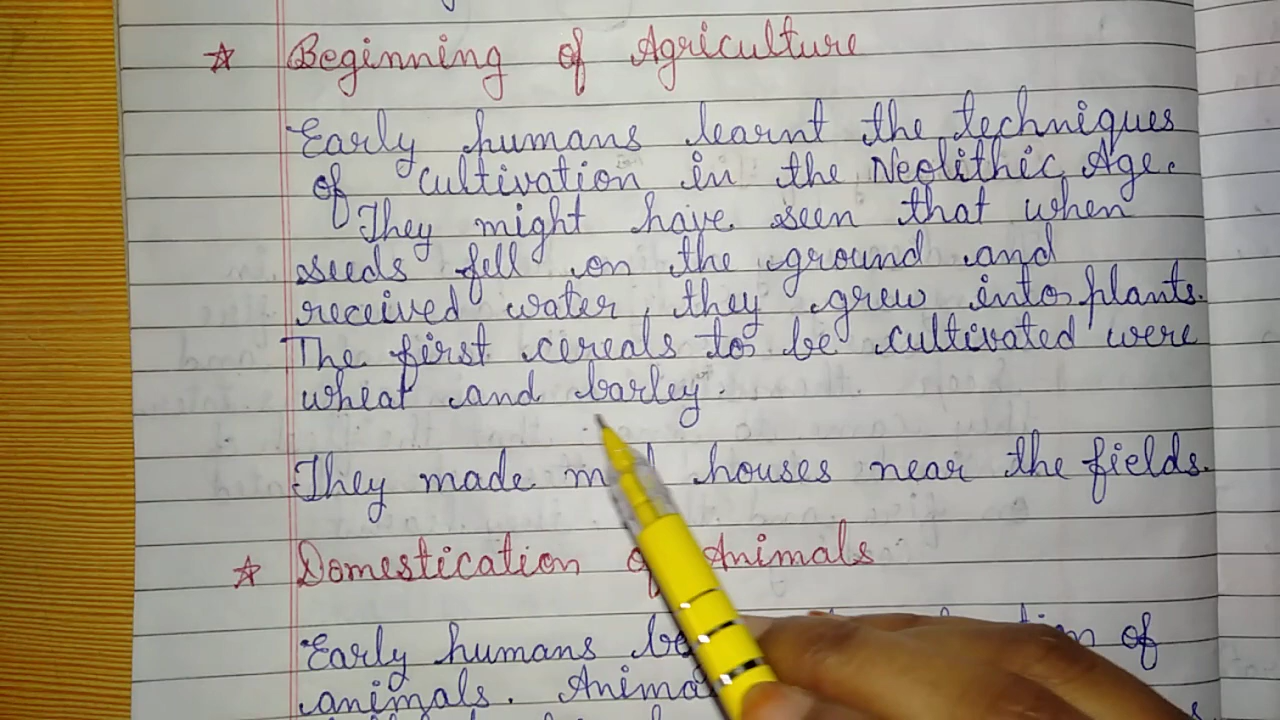 ☆ Beginning of Agriculture
Early humans learnt the techniques
of cultivation in the Neolithic Age.
They might have seen that when
seeds fell on the ground and
received water, they grew into plants.
The first cereals to be cultivated were
wheat and barley.
They made houses near the fields.
☆ Domestication Animals
Early humans of
animals.